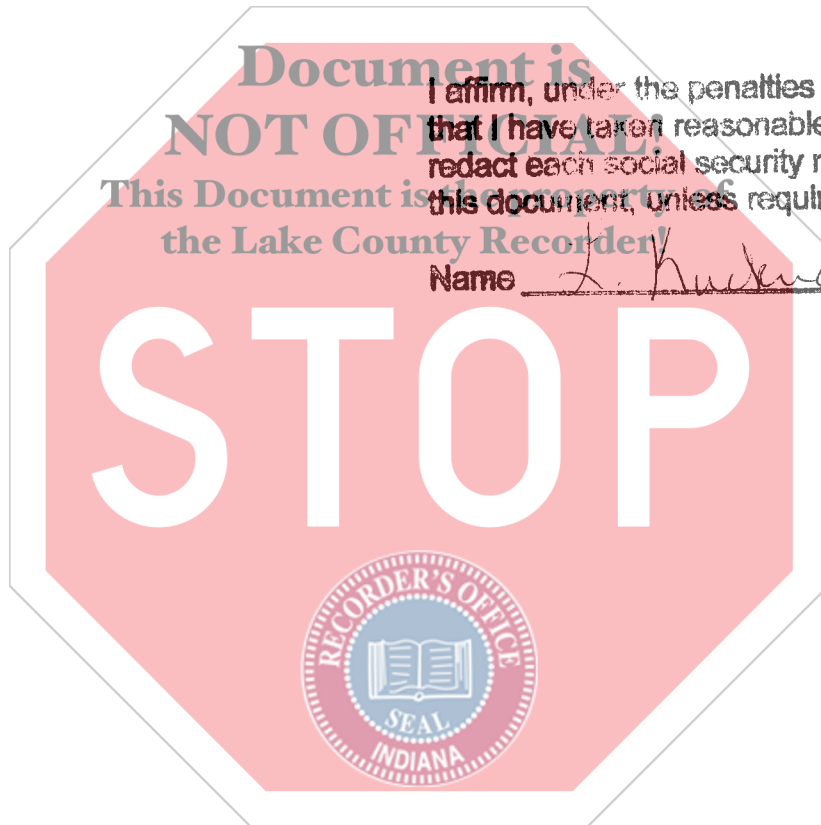 Document is
NOT OFFICIAL!
This Document is the property of
the Lake County Recorder!
I affirm, under the penalties
that I have taken reasonable
redact each social security
this document, unless
Name L.
STOP
RECORDER'S OFFICE
SEAL
INDIANA